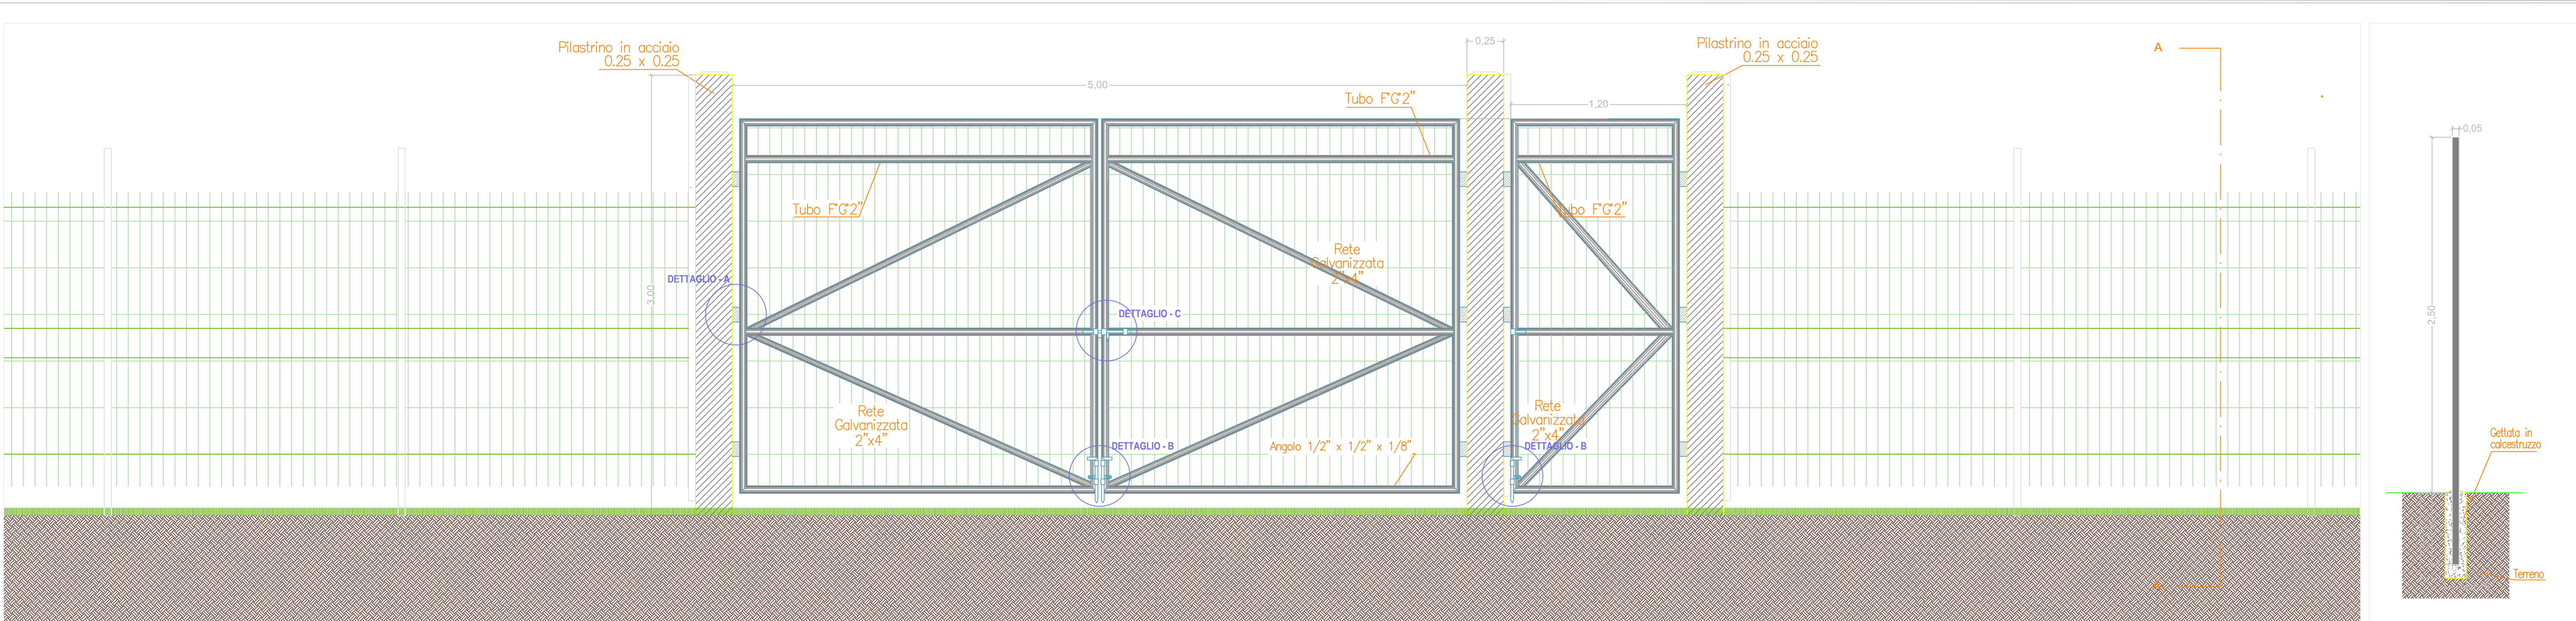 Pilastrino in acciaio
0.25 x 0.25
0,25
Pilastrino in acciaio
0.25 x 0.25
A
5,00
Tubo F°G°2”
1,20
0,05
Tubo F°G°2”
Tubo F°G°2”
Rete
Galvanizzata
2”x4”
DETTAGLIO - A
3,00
DETTAGLIO - C
2,50
Rete
Galvanizzata
2”x4”
Rete
Galvanizzata
2”x4”
DETTAGLIO - B
Angolo 1/2” x 1/2” x 1/8”
DETTAGLIO - B
Gettata in
calcestruzzo
Terreno
A